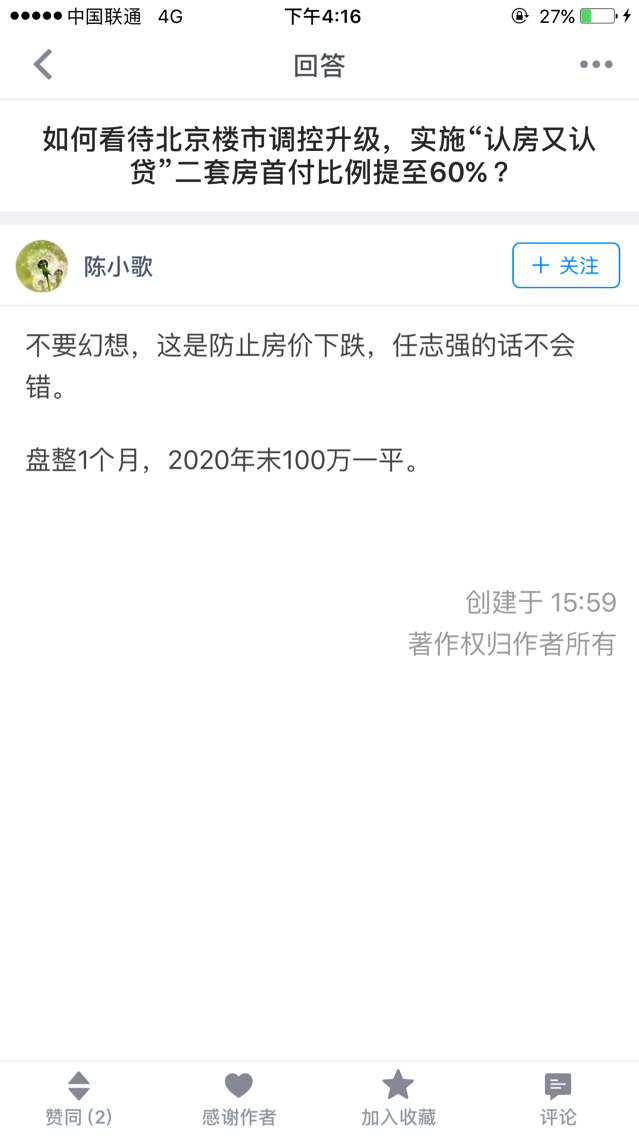 中国联通 4G 下午4:16 27%
回答
如何看待北京楼市调控升级，实施“认房又认
贷”二套房首付比例提至60%？
陈小歌
＋ 关注
不要幻想，这是防止房价下跌，任志强的话不会
错。
盘整1个月，2020年末100万一平。
创建于 15:59
著作权归作者所有
赞同 (2) 感谢作者 加入收藏 评论